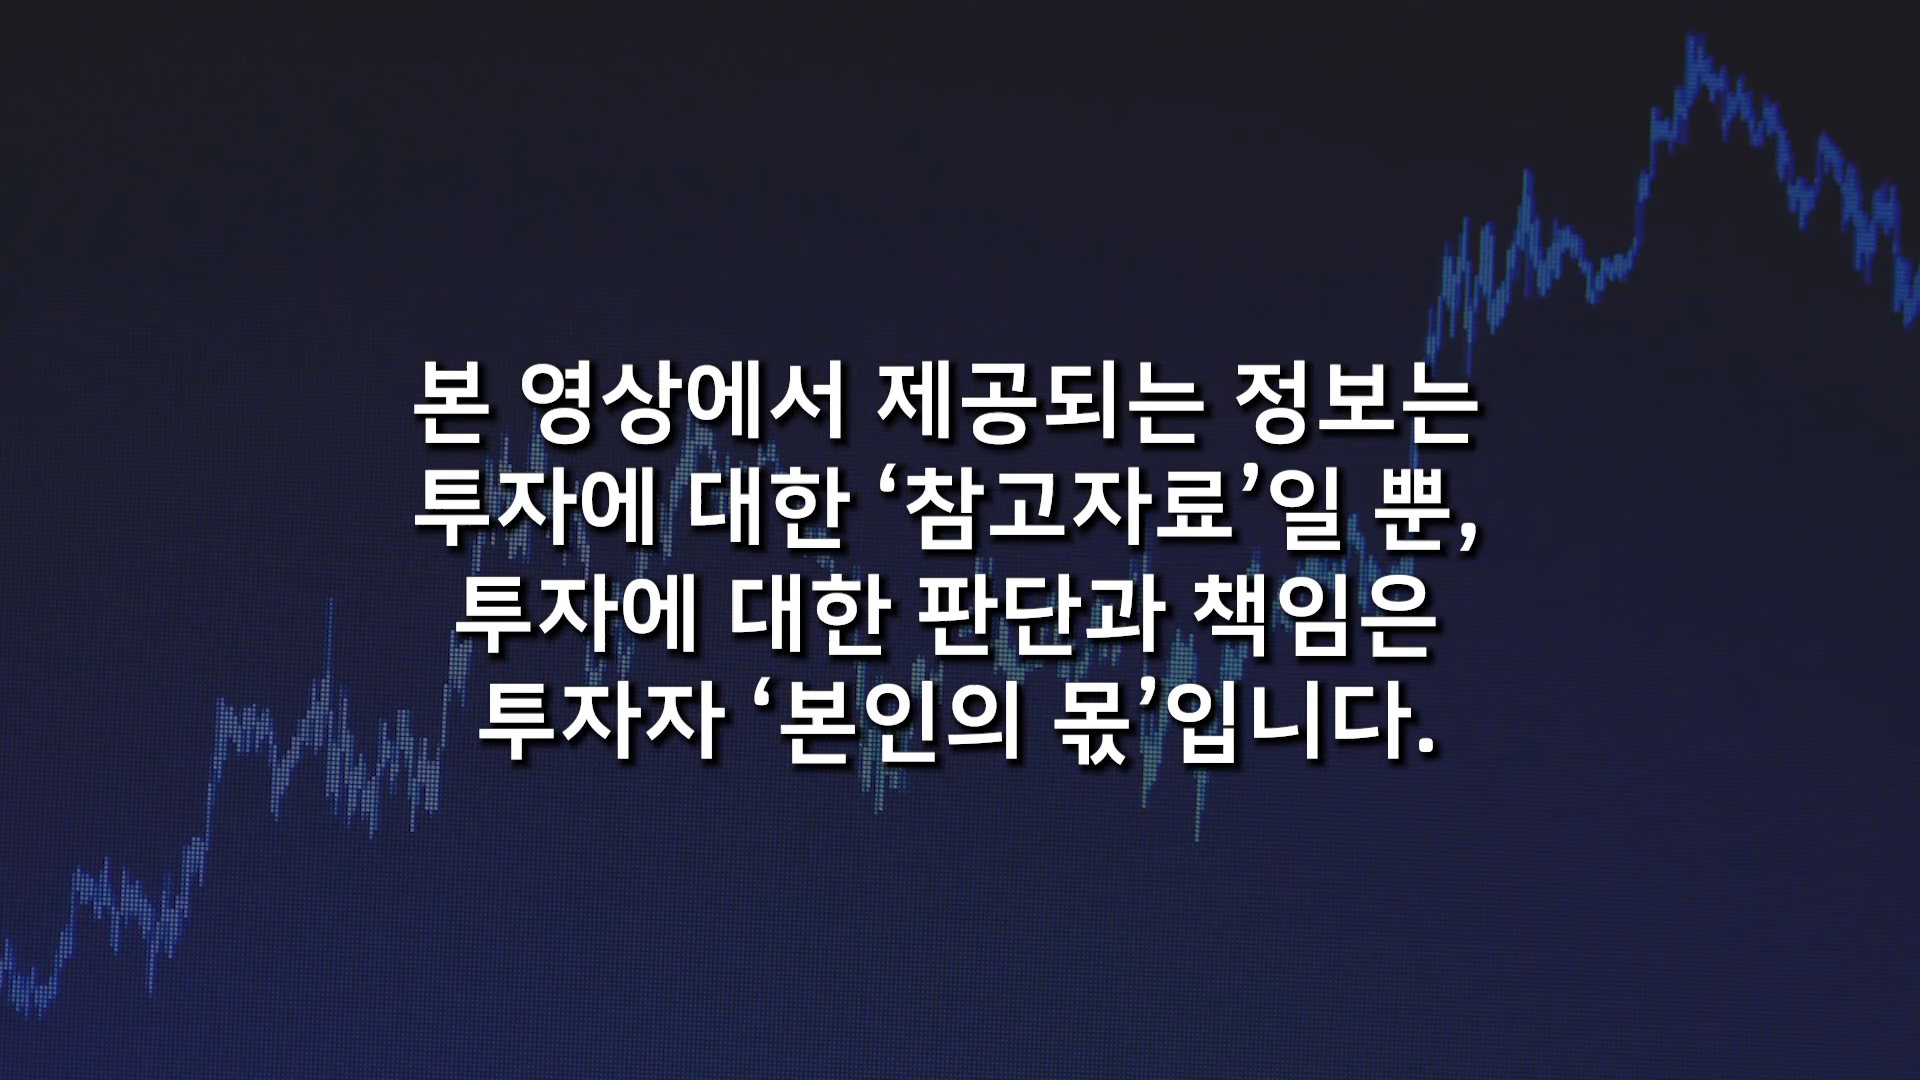 본 영상에서 제공되는 정보는
투자에 대한 ‘참고자료’일 뿐,
투자에 대한 판단과 책임은
투자자 ‘본인의 몫’입니다.